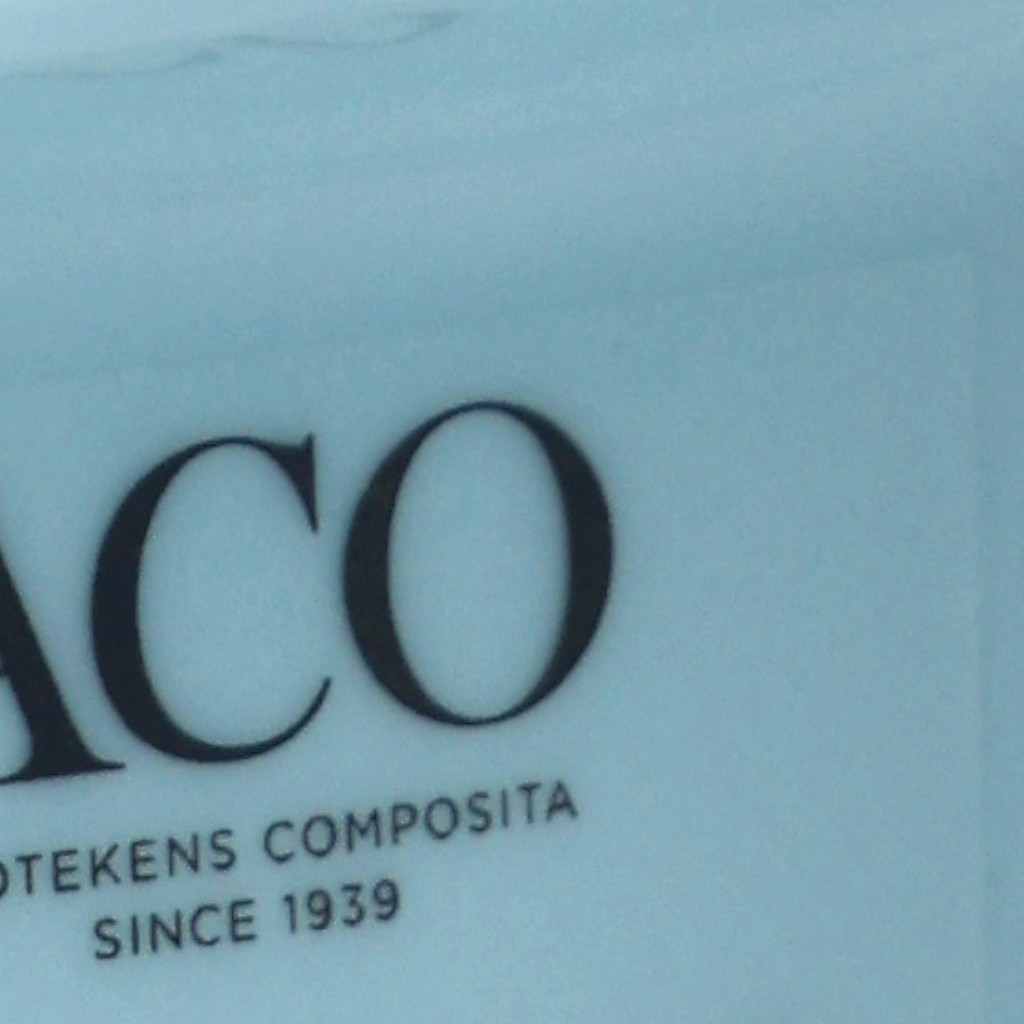 ACO
OTEKENS COMPOSITA
SINCE 1939